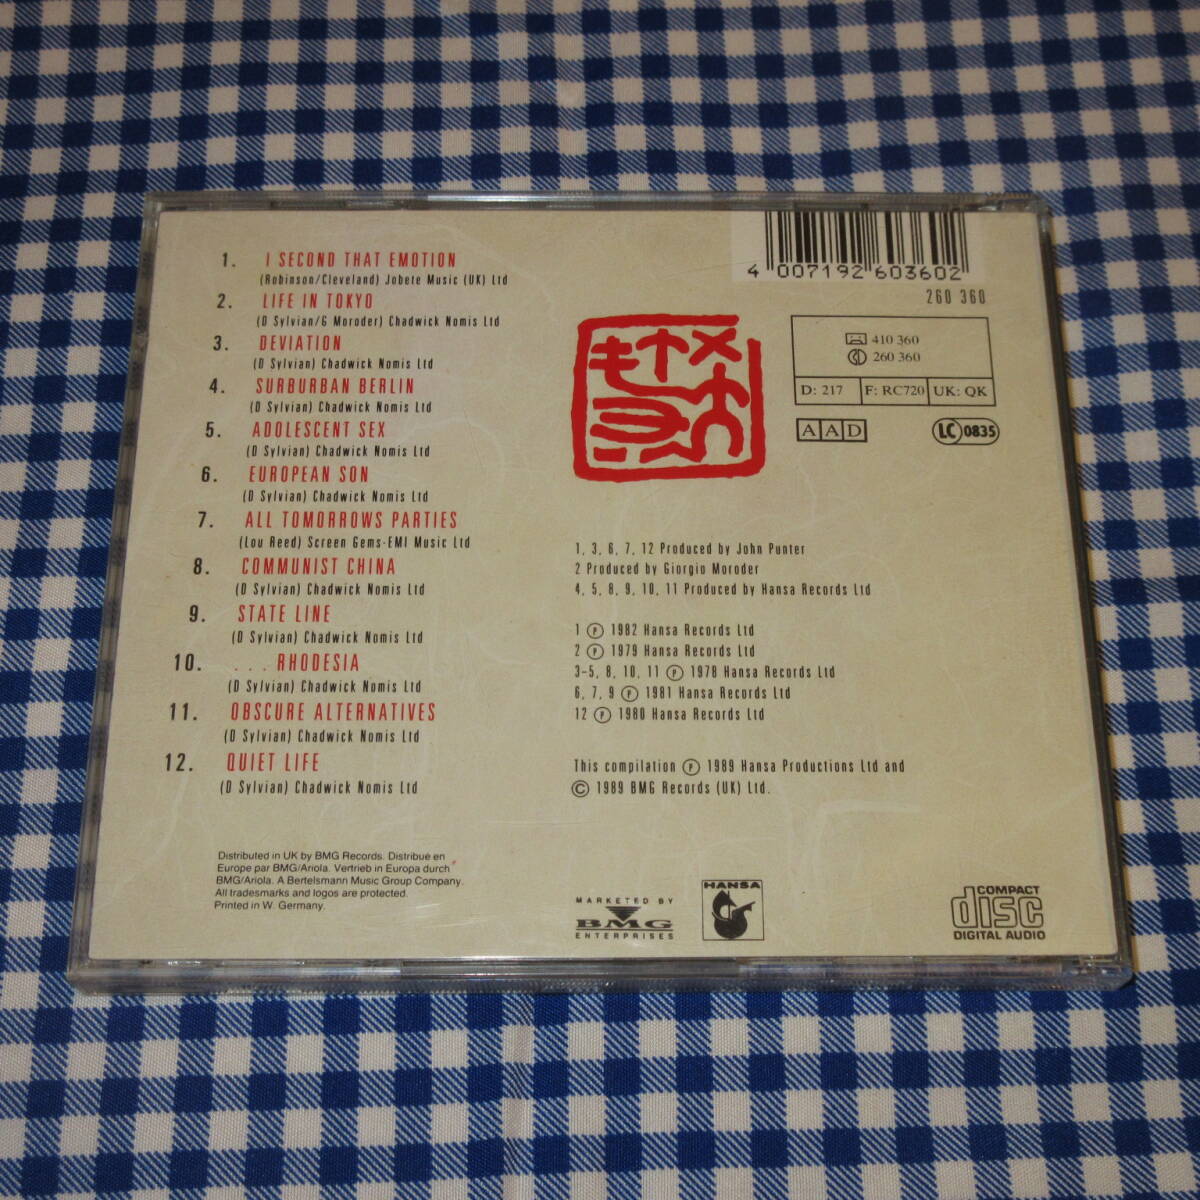 1. I SECOND THAT EMOTION
(Robinson/Cleveland) Jobete Music (UK) Ltd
2. LIFE IN TOKYO
(D Sylvian/G Moroder) Chadwick Nomis Ltd
3. DEVIATION
(D Sylvian) Chadwick Nomis Ltd
4. SURBURBAN BERLIN
(D Sylvian) Chadwick Nomis Ltd
5. ADOLESCENT SEX
(D Sylvian) Chadwick Nomis Ltd
6. EUROPEAN SON
(D Sylvian) Chadwick Nomis Ltd
7. ALL TOMORROWS PARTIES
(Lou Reed) Screen Gems-EMI Music Ltd
8. COMMUNIST CHINA
(D Sylvian) Chadwick Nomis Ltd
9. STATE LINE
(D Sylvian) Chadwick Nomis Ltd
10. ...RHODESIA
(D Sylvian) Chadwick Nomis Ltd
11. OBSCURE ALTERNATIVES
(D Sylvian) Chadwick Nomis Ltd
12. QUIET LIFE
(D Sylvian) Chadwick Nomis Ltd
4 007192 603602
260 360
410 360
260 360
D: 217 F: RC720 UK: QK
AAD
LC 0835
1, 3, 6, 7, 12 Produced by John Punter
2 Produced by Giorgio Moroder
4, 5, 8, 9, 10, 11 Produced by Hansa Records Ltd
1 ℗ 1982 Hansa Records Ltd
2 ℗ 1979 Hansa Records Ltd
3-5, 8, 10, 11 ℗ 1978 Hansa Records Ltd
6, 7, 9 ℗ 1981 Hansa Records Ltd
12 ℗ 1980 Hansa Records Ltd
This compilation ℗ 1989 Hansa Productions Ltd and
© 1989 BMG Records (UK) Ltd.
Distributed in UK by BMG Records. Distribué en
Europe par BMG/Ariola. Vertrieb in Europa durch
BMG/Ariola. A Bertelsmann Music Group Company.
All tradesmarks and logos are protected.
Printed in W. Germany.
MARKETED BY
BMG
ENTERPRISES
HANSA
COMPACT
disc
DIGITAL AUDIO